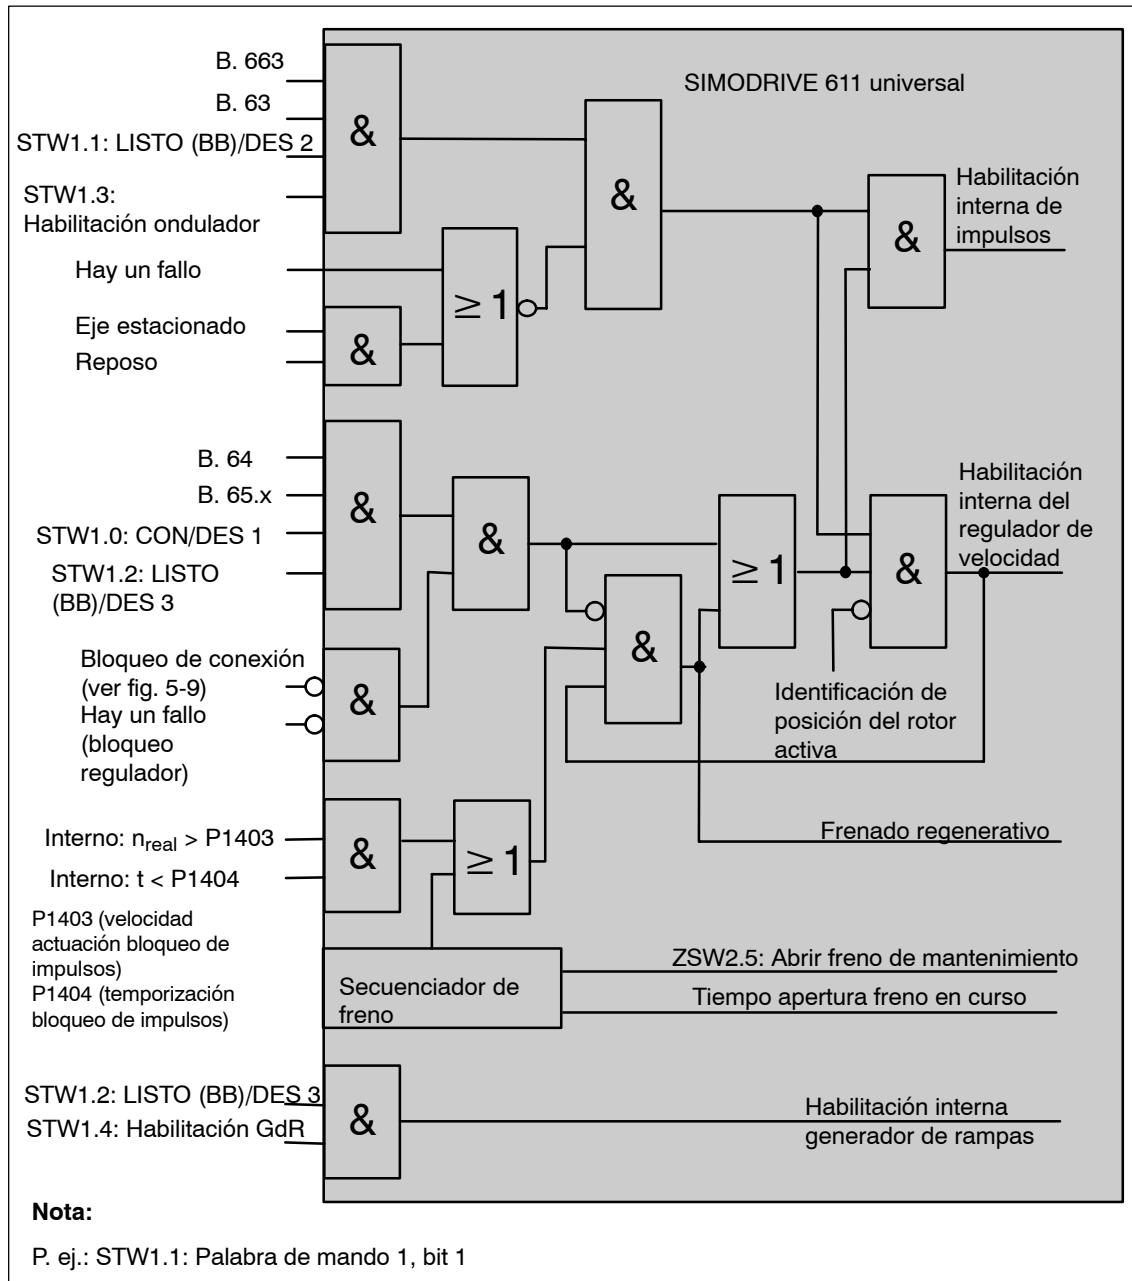 SIMODRIVE 611 universal
B. 663
B. 63
STW1.1: LISTO (BB)/DES 2
STW1.3:
Habilitación ondulador
&
&
&
Habilitación
interna de
impulsos
Hay un fallo
≥ 1
Eje estacionado
Reposo
&
B. 64
B. 65.x
STW1.0: CON/DES 1
STW1.2: LISTO
(BB)/DES 3
&
&
≥ 1
&
&
Habilitación
interna del
regulador de
velocidad
Bloqueo de conexión
(ver fig. 5-9)
Hay un fallo
(bloqueo
regulador)
&
Identificación de
posición del rotor
activa
Interno: nreal > P1403
Interno: t < P1404
&
≥ 1
Frenado regenerativo
P1403 (velocidad
actuación bloqueo de
impulsos)
P1404 (temporización
bloqueo de impulsos)
Secuenciador de
freno
ZSW2.5: Abrir freno de mantenimiento
Tiempo apertura freno en curso
STW1.2: LISTO (BB)/DES 3
STW1.4: Habilitación GdR
&
Habilitación interna
generador de rampas
Nota:
P. ej.: STW1.1: Palabra de mando 1, bit 1